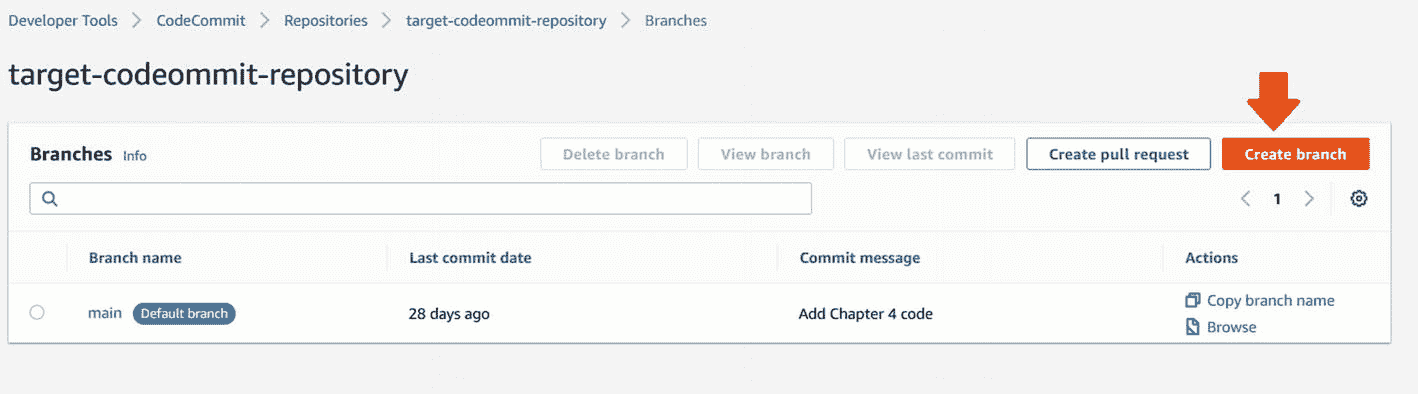 Developer Tools > CodeCommit > Repositories > target-codeommit-repository > Branches
target-codeommit-repository
Branches Info Delete branch View branch View last commit Create pull request Create branch
< 1 >
Branch name Last commit date Commit message Actions
main Default branch 28 days ago Add Chapter 4 code Copy branch name
Browse